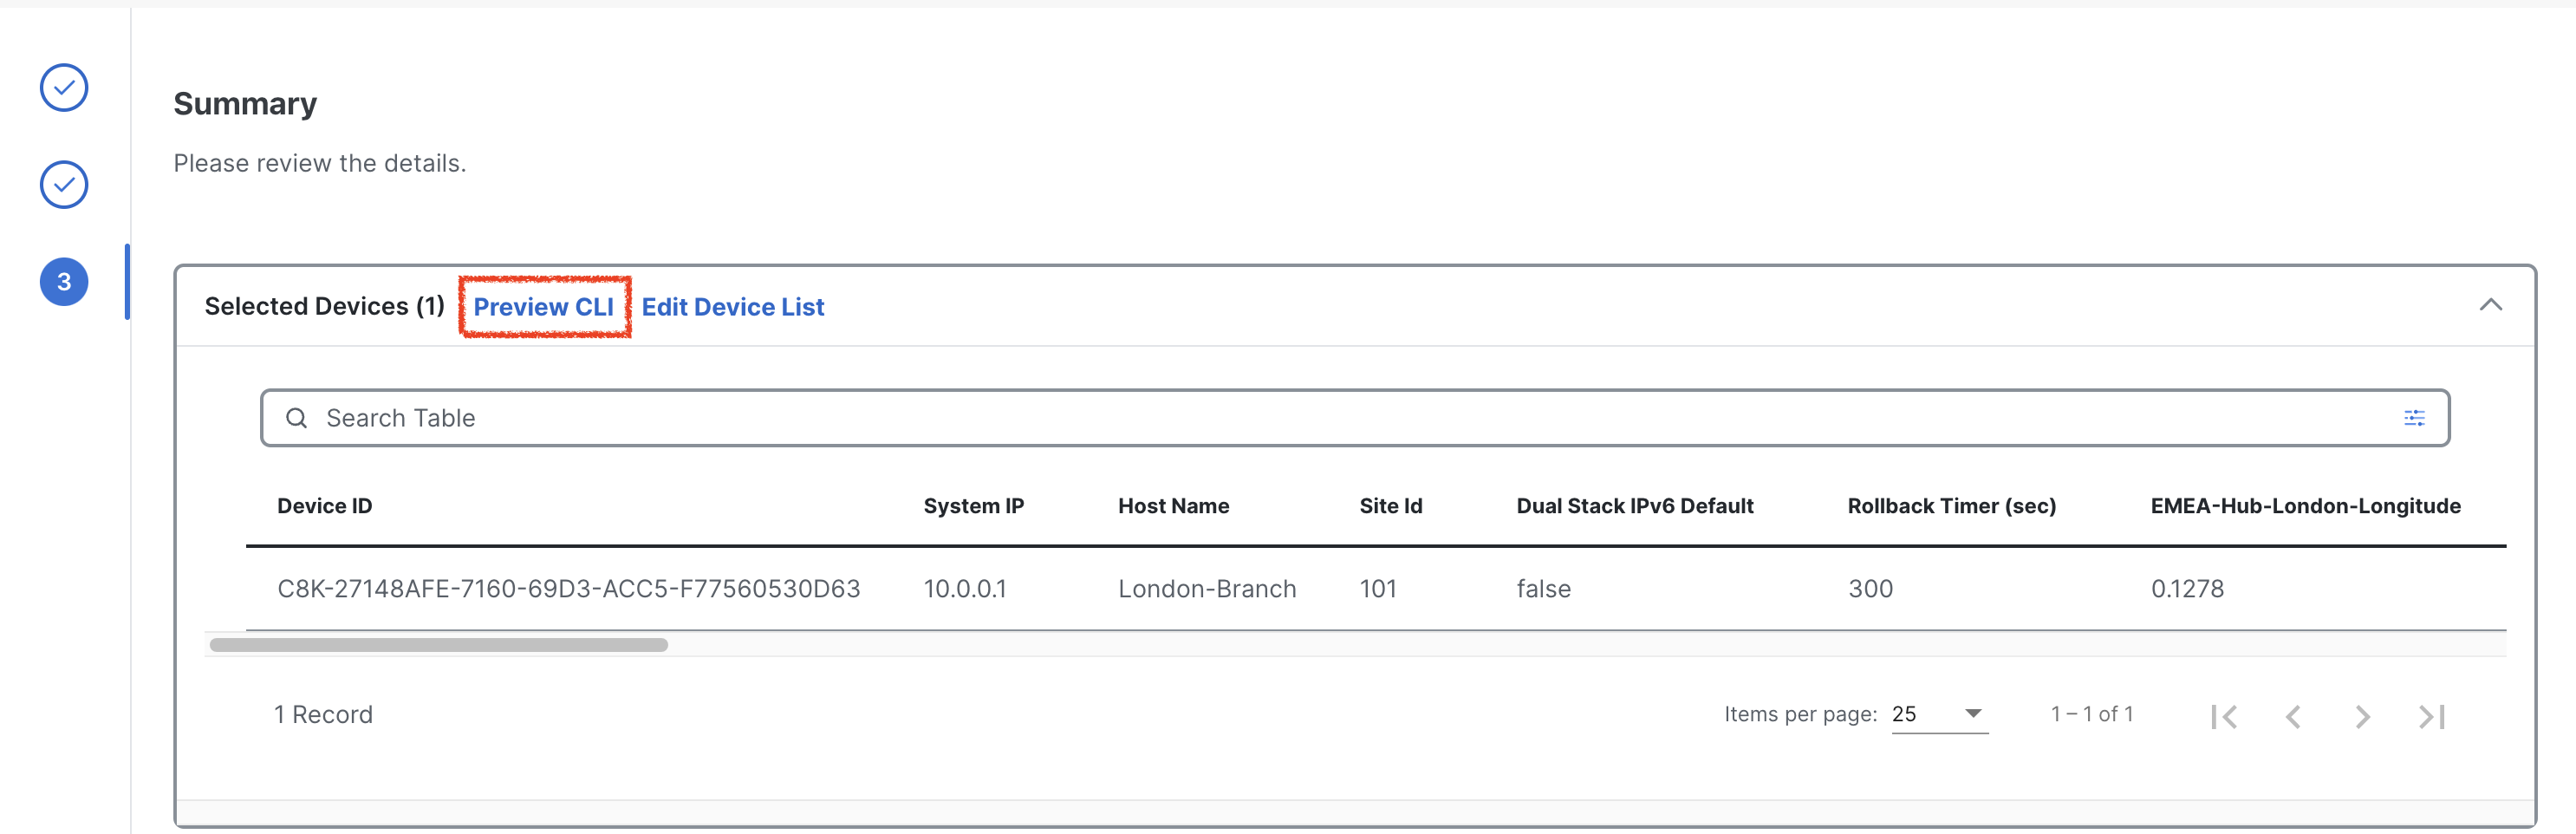 Summary
Please review the details.
3
Selected Devices (1) Preview CLI Edit Device List
Search Table
Device ID System IP Host Name Site Id Dual Stack IPv6 Default Rollback Timer (sec) EMEA-Hub-London-Longitude
C8K-27148AFE-7160-69D3-ACC5-F77560530D63 10.0.0.1 London-Branch 101 false 300 0.1278
1 Record Items per page: 25 1 – 1 of 1